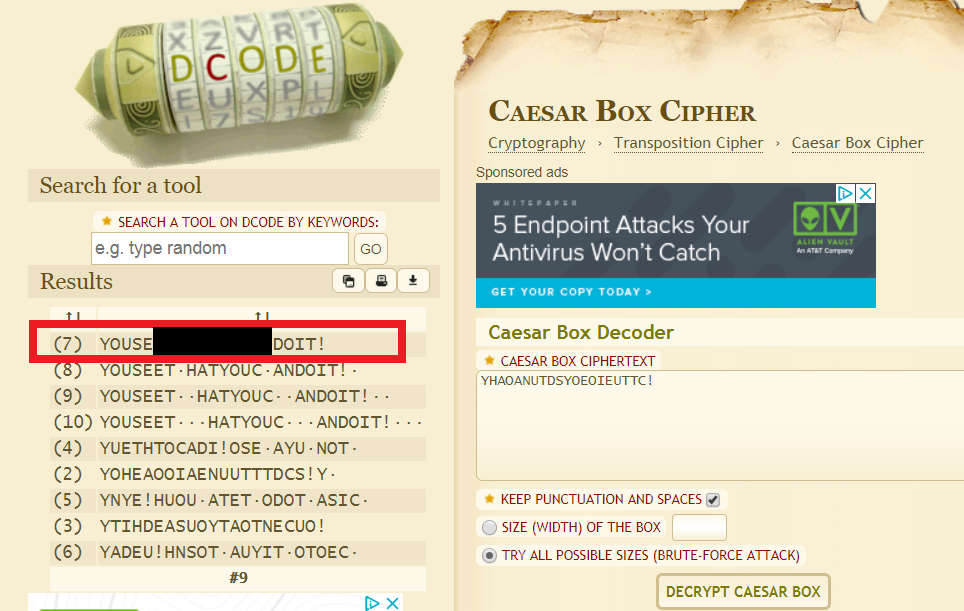 X Z V R T
D C O D E
E U X P L
Search for a tool
SEARCH A TOOL ON DCODE BY KEYWORDS:
e.g. type random
GO
Results
(7) YOUSE DOIT!
(8) YOUSEET·HATYOUC·ANDOIT!·
(9) YOUSEET··HATYOUC··ANDOIT!··
(10) YOUSEET···HATYOUC···ANDOIT!···
(4) YUETHTOCADI!OSE·AYU·NOT·
(2) YOHEAOOIAENUUTTTDCS!Y·
(5) YNYE!HUOU·ATET·ODOT·ASIC·
(3) YTIHDEASUOYTAOTNECUO!
(6) YADEU!HNSOT·AUYIT·OTOEC·
#9
CAESAR BOX CIPHER
Cryptography › Transposition Cipher › Caesar Box Cipher
Sponsored ads
WHITEPAPER
5 Endpoint Attacks Your
Antivirus Won't Catch
ALIEN VAULT
An AT&T Company
GET YOUR COPY TODAY >
Caesar Box Decoder
CAESAR BOX CIPHERTEXT
YHAOANUTDSYOEOIEUTTC!
KEEP PUNCTUATION AND SPACES
SIZE (WIDTH) OF THE BOX
TRY ALL POSSIBLE SIZES (BRUTE-FORCE ATTACK)
DECRYPT CAESAR BOX